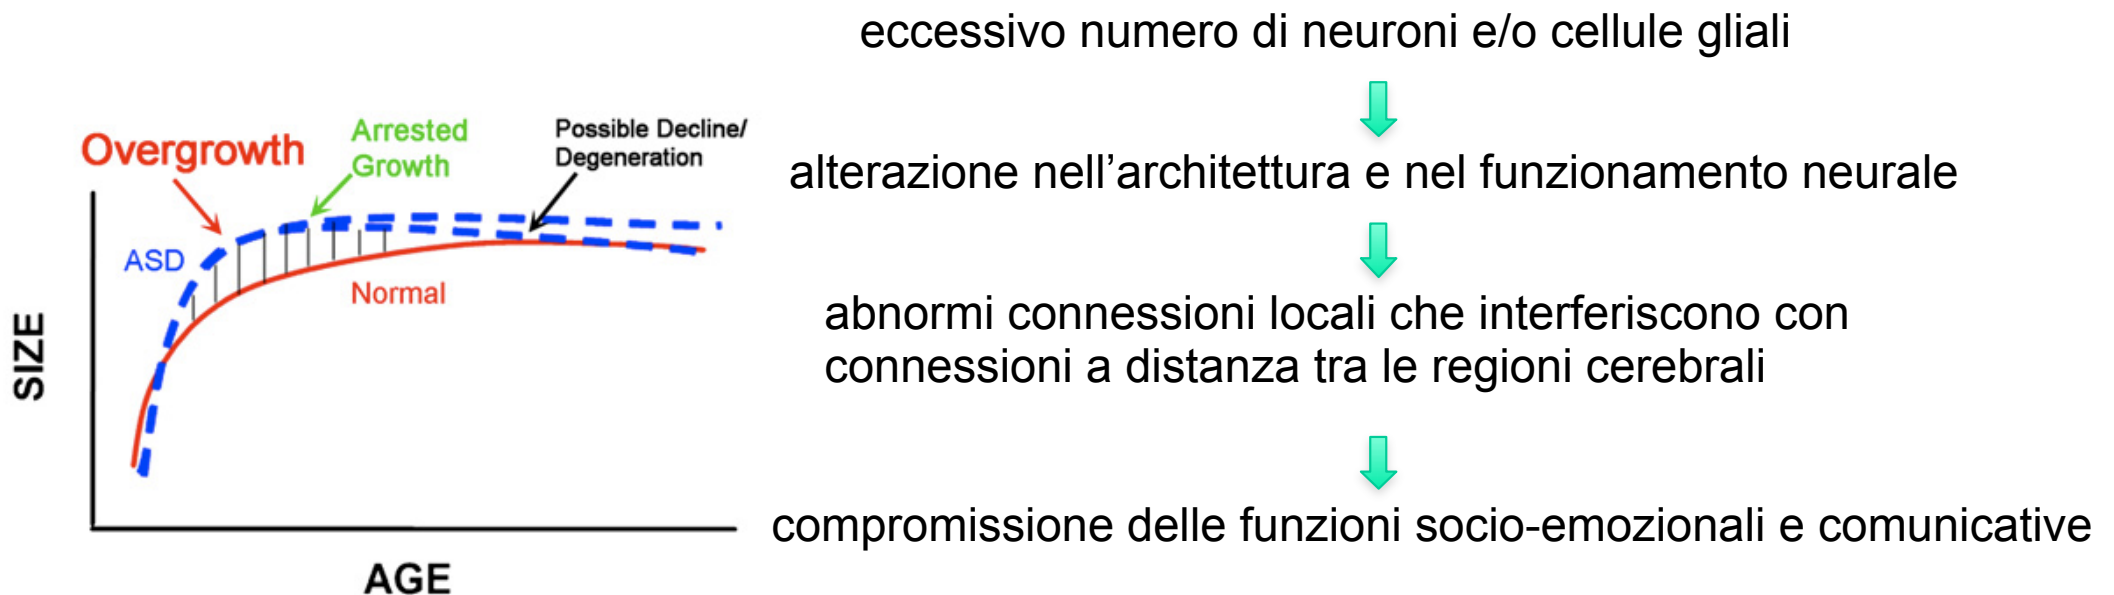 eccessivo numero di neuroni e/o cellule gliali
alterazione nell’architettura e nel funzionamento neurale
abnormi connessioni locali che interferiscono con
connessioni a distanza tra le regioni cerebrali
compromissione delle funzioni socio-emozionali e comunicative
Overgrowth
Arrested
Growth
Possible Decline/
Degeneration
ASD
Normal
SIZE
AGE